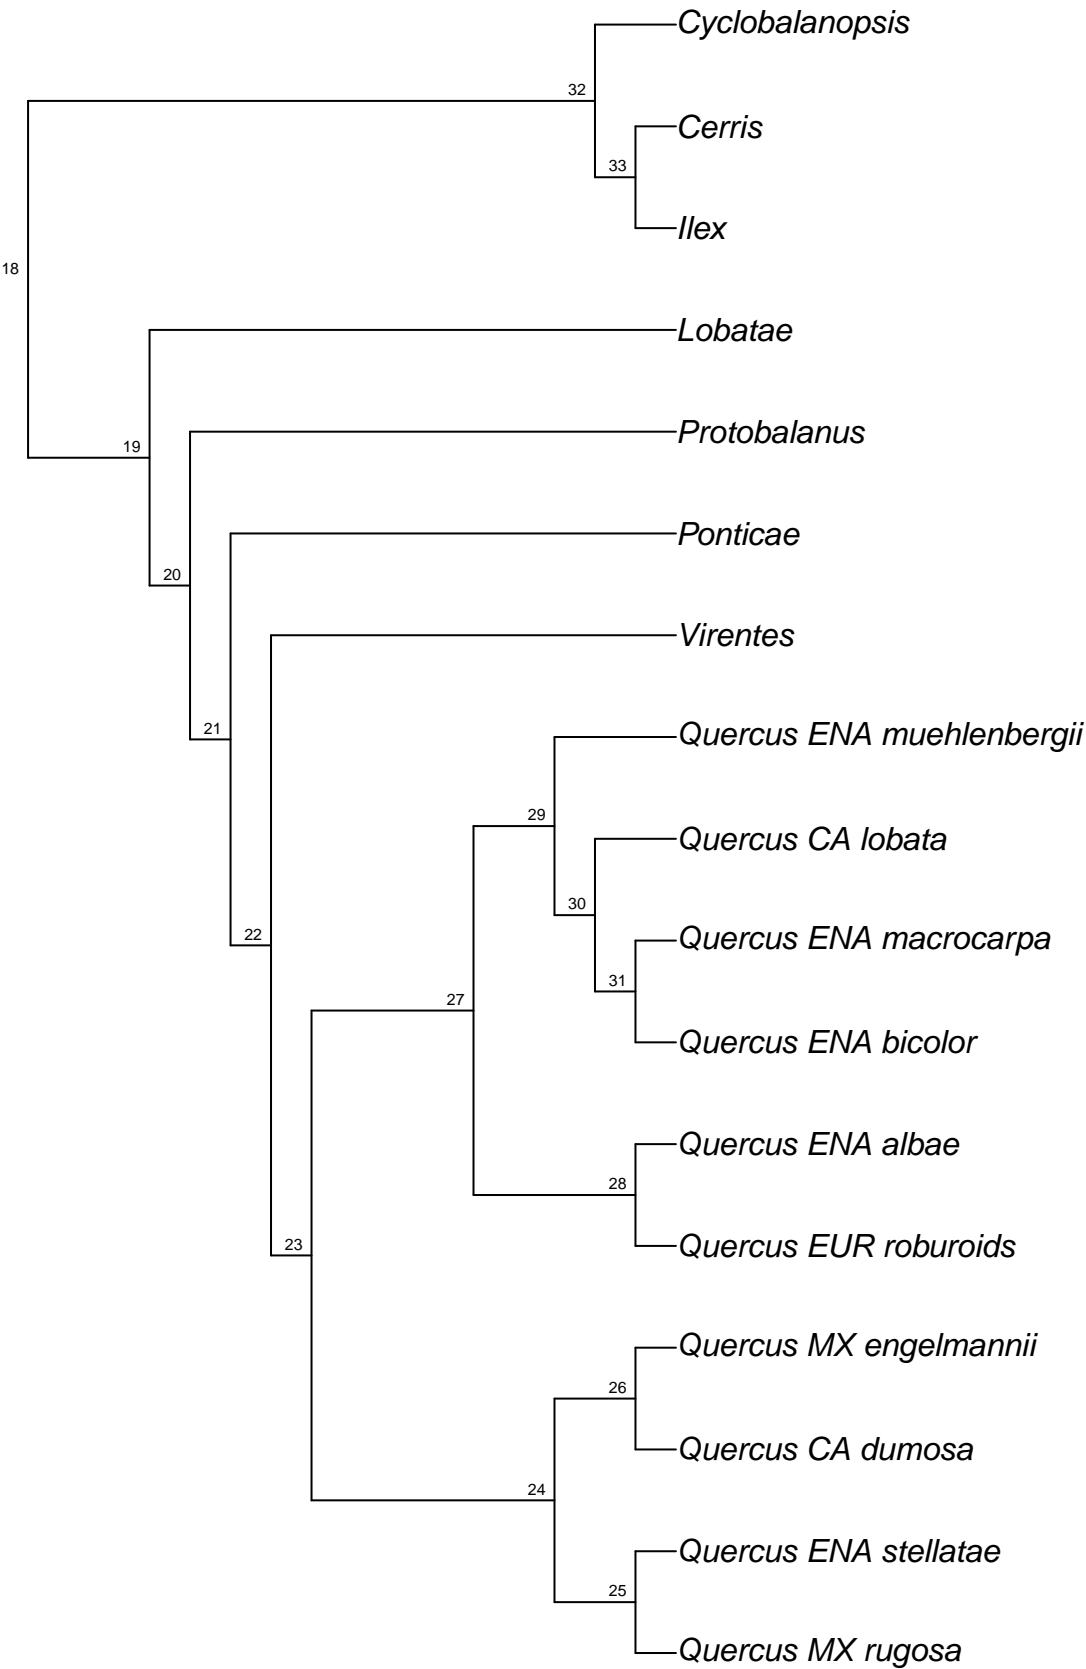 Cyclobalanopsis
32
Cerris
33
Ilex
18
Lobatae
Protobalanus
19
Ponticae
20
Virentes
21
Quercus ENA muehlenbergii
29
Quercus CA lobata
30
22
Quercus ENA macrocarpa
31
27
Quercus ENA bicolor
Quercus ENA albae
28
23
Quercus EUR roburoids
Quercus MX engelmannii
26
Quercus CA dumosa
24
Quercus ENA stellatae
25
Quercus MX rugosa